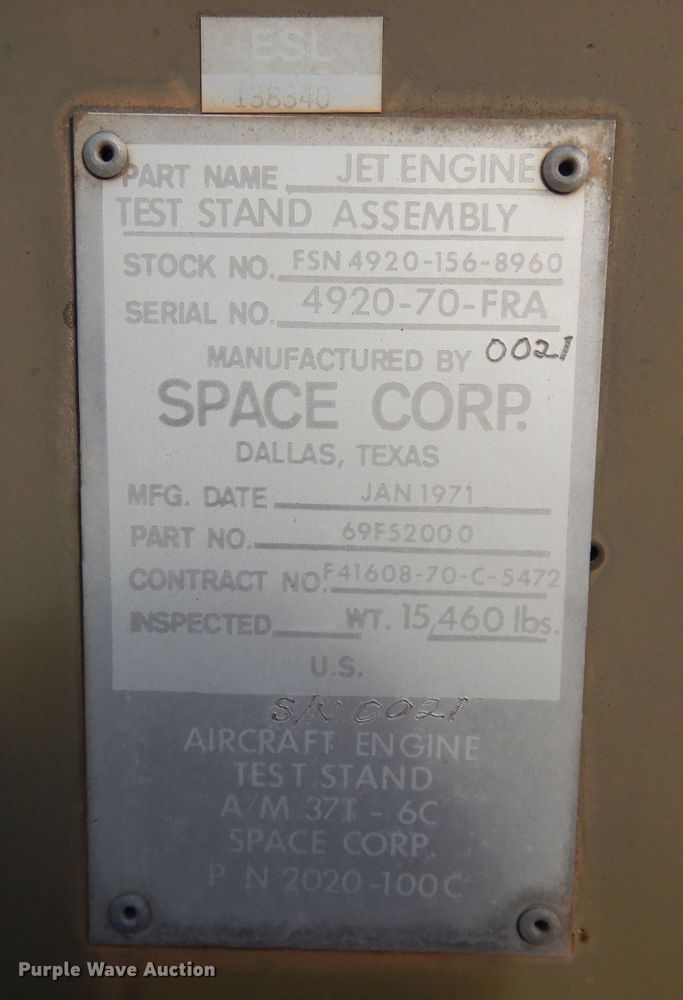 ESL
138340
PART NAME JET ENGINE
TEST STAND ASSEMBLY
STOCK NO. FSN 4920-156-8960
SERIAL NO. 4920-70-FRA
0021
MANUFACTURED BY
SPACE CORP.
DALLAS, TEXAS
MFG. DATE JAN 1971
PART NO. 69F52000
CONTRACT NO. F41608-70-C-5472
INSPECTED WT. 15,460 lbs.
U.S.
S/N 0021
AIRCRAFT ENGINE
TEST STAND
A/M 37T - 6C
SPACE CORP.
P N 2020-100C
Purple Wave Auction